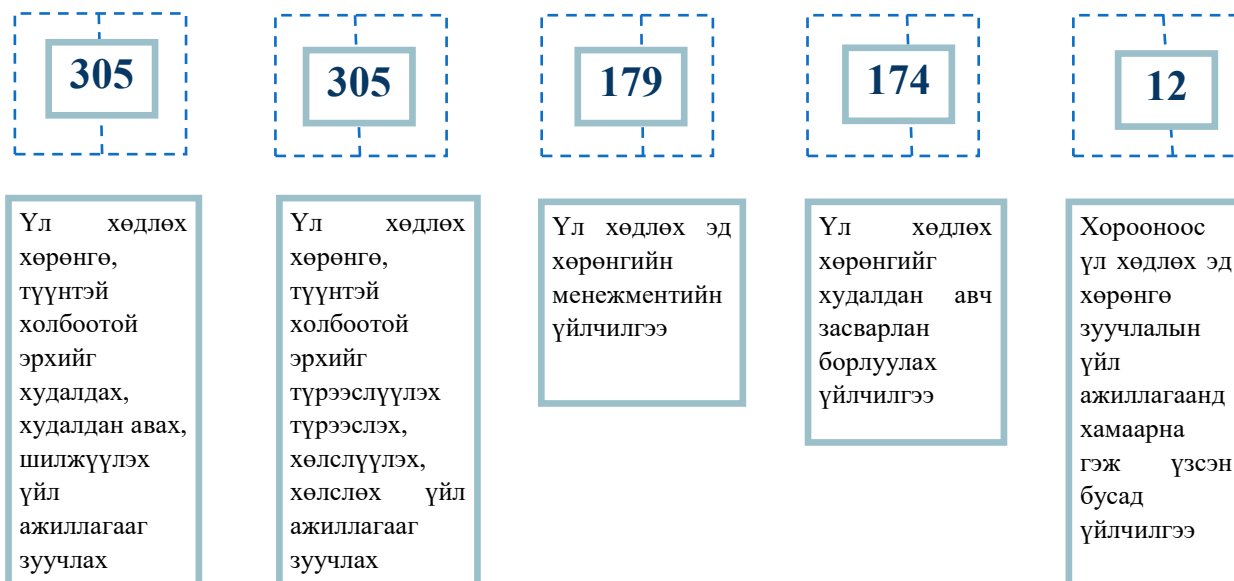 305
305
179
174
12
Үл хөдлөх
хөрөнгө,
түүнтэй
холбоотой
эрхийг
худалдах,
худалдан авах,
шилжүүлэх
үйл
ажиллагааг
зуучлах
Үл хөдлөх
хөрөнгө,
түүнтэй
холбоотой
эрхийг
түрээслүүлэх
түрээслэх,
хөлслүүлэх,
хөлслөх үйл
ажиллагааг
зуучлах
Үл хөдлөх эд
хөрөнгийн
менежментийн
үйлчилгээ
Үл хөдлөх
хөрөнгийг
худалдан авч
засварлан
борлуулах
үйлчилгээ
Хорооноос
үл хөдлөх эд
хөрөнгө
зуучлалын
үйл
ажиллагаанд
хамаарна
гэж үзсэн
бусад
үйлчилгээ